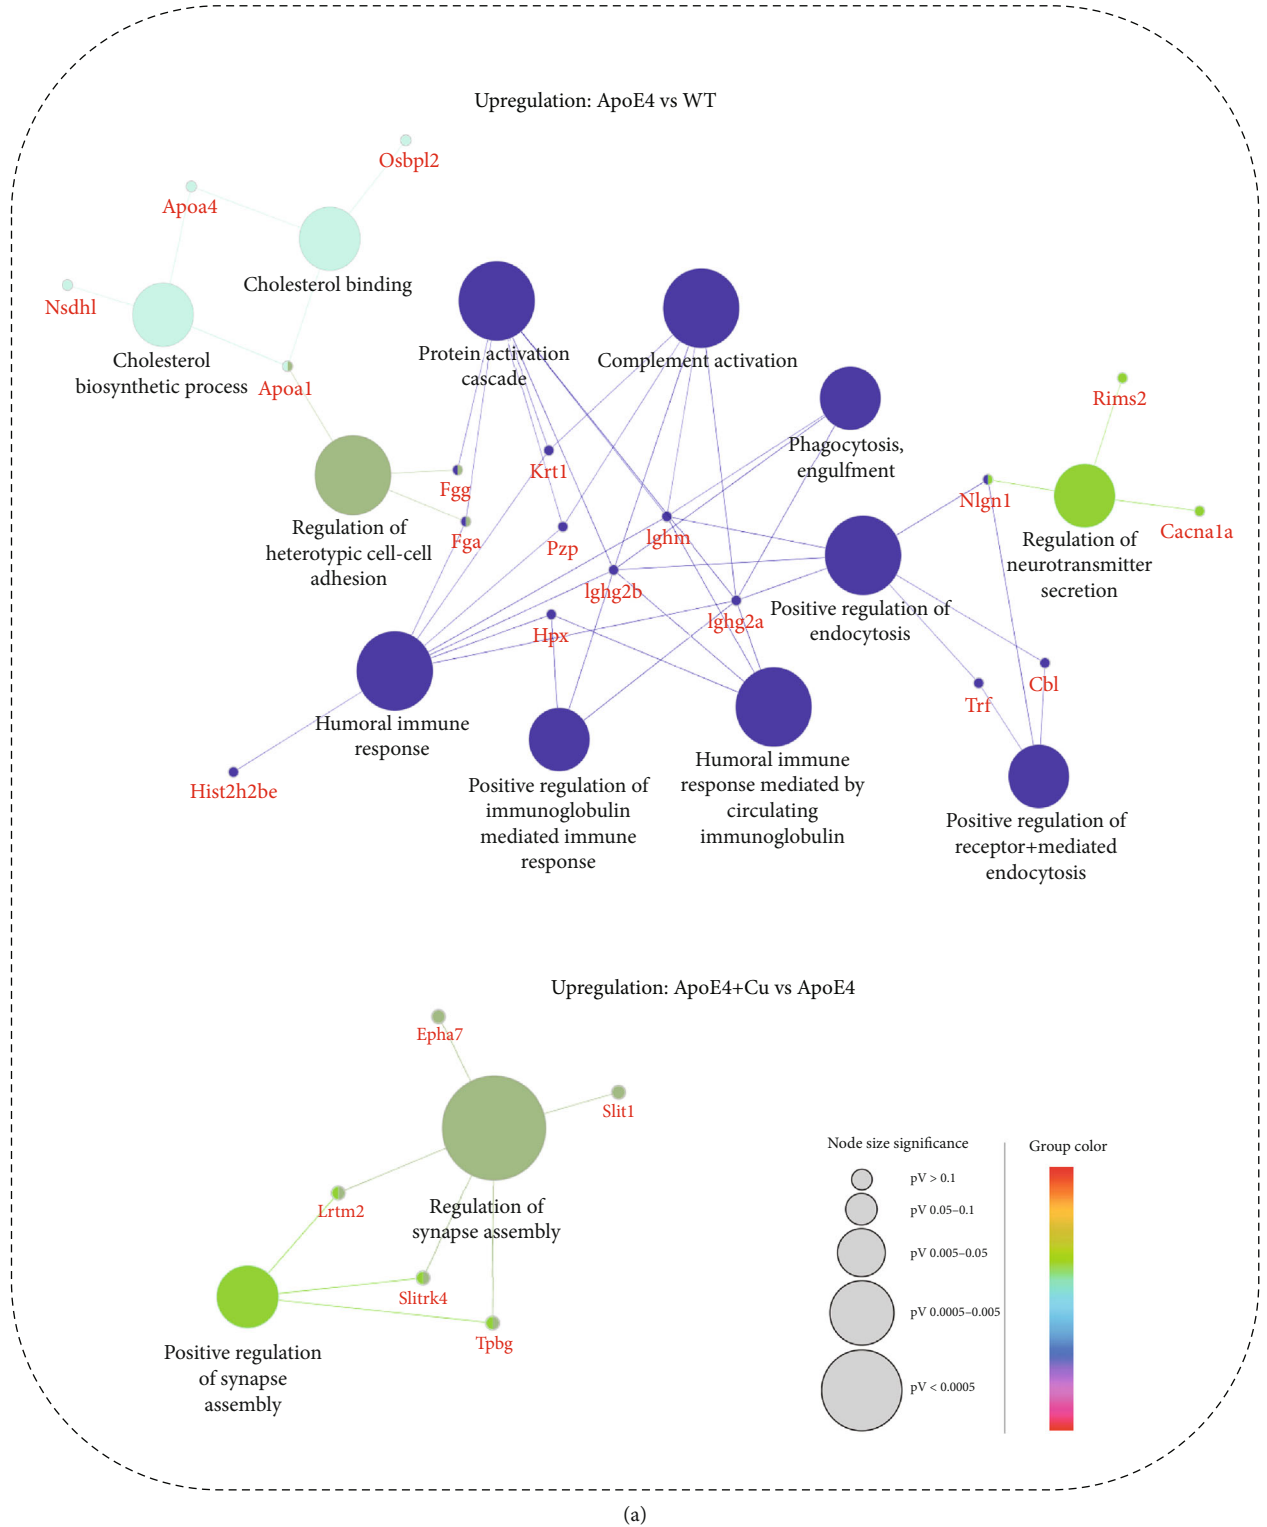 Upregulation: ApoE4 vs WT
Osbpl2
Apoa4
Cholesterol binding
Nsdhl
Cholesterol
biosynthetic process
Apoa1
Protein activation
cascade
Complement activation
Phagocytosis,
engulfment
Rims2
Krt1
Fgg
Nlgn1
Cacna1a
Regulation of
heterotypic cell-cell
adhesion
Fga
Pzp
lghm
Regulation of
neurotransmitter
secretion
lghg2b
lghg2a
Positive regulation of
endocytosis
Hpx
Cbl
Trf
Humoral immune
response
Hist2h2be
Positive regulation of
immunoglobulin
mediated immune
response
Humoral immune
response mediated by
circulating
immunoglobulin
Positive regulation of
receptor+mediated
endocytosis
Upregulation: ApoE4+Cu vs ApoE4
Epha7
Slit1
Lrtm2
Regulation of
synapse assembly
Slitrk4
Tpbg
Positive regulation
of synapse
assembly
Node size significance
pV > 0.1
pV 0.05–0.1
pV 0.005–0.05
pV 0.0005–0.005
pV < 0.0005
Group color
(a)